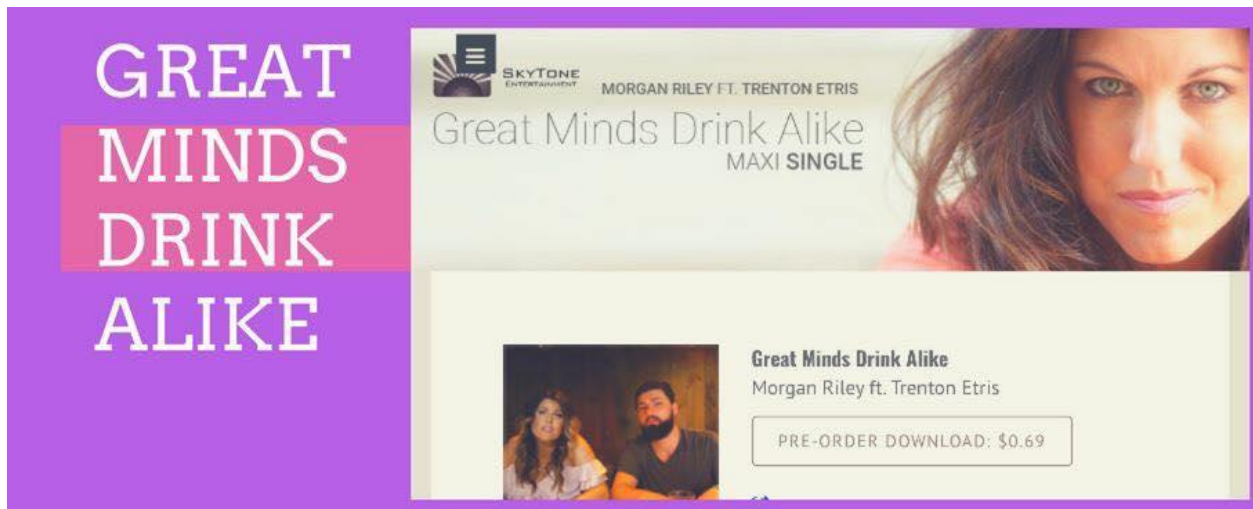 GREAT
MINDS
DRINK
ALIKE
SKYTONE
ENTERTAINMENT
MORGAN RILEY FT. TRENTON ETRIS
Great Minds Drink Alike
MAXI SINGLE
Great Minds Drink Alike
Morgan Riley ft. Trenton Etris
PRE-ORDER DOWNLOAD: $0.69